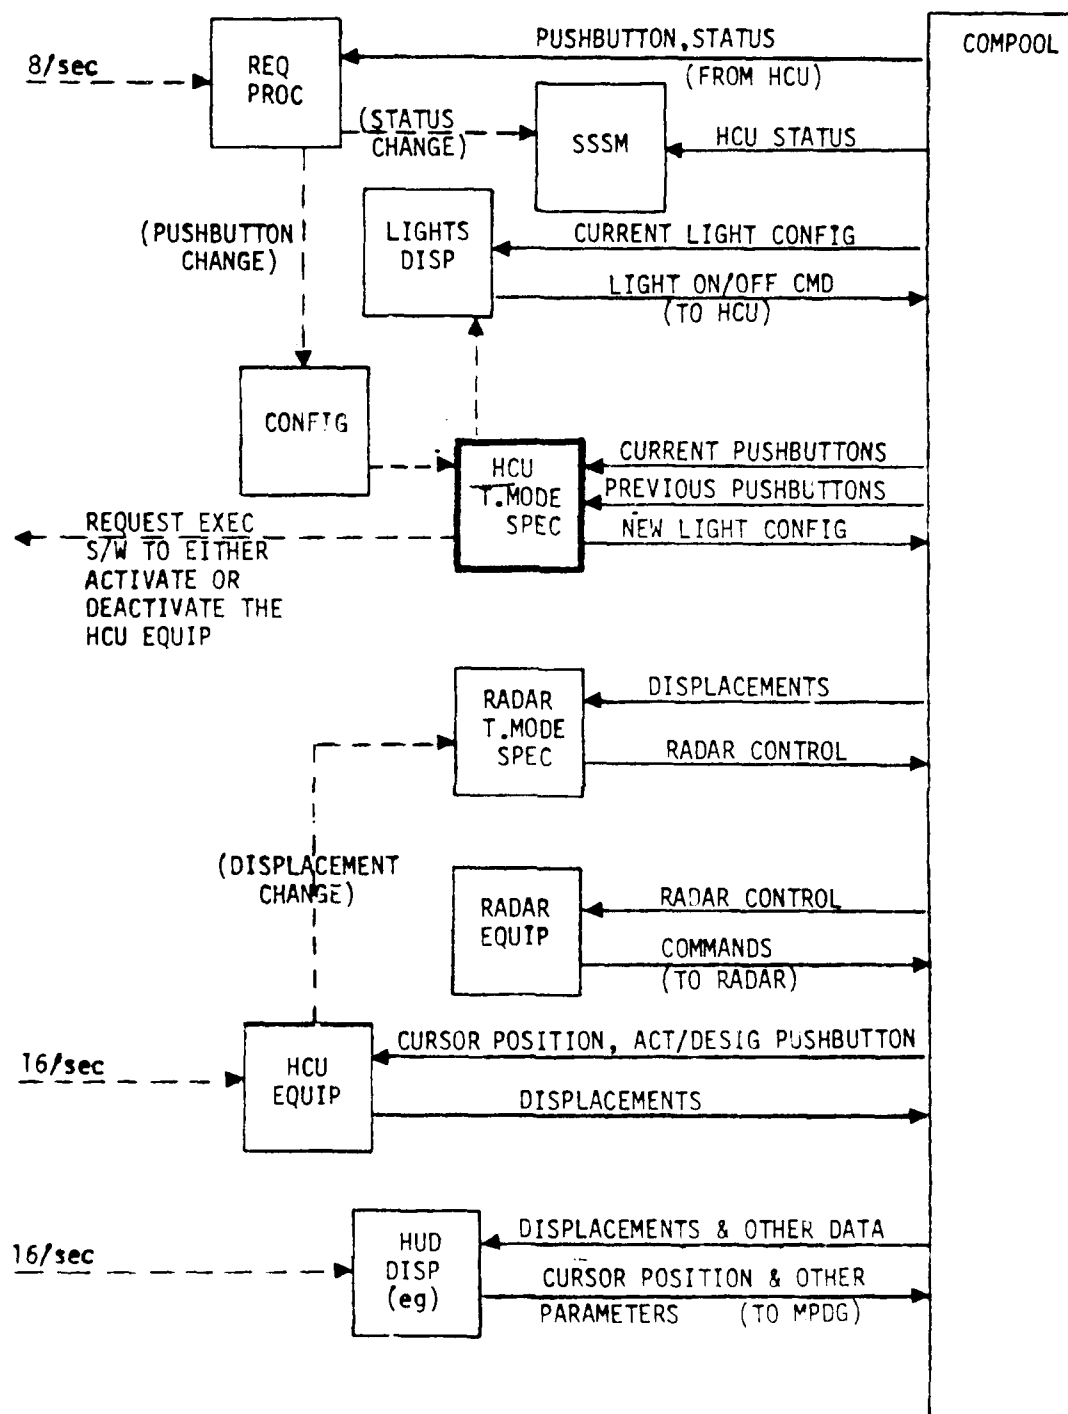 COMPOOL
PUSHBUTTON,STATUS
(FROM HCU)
8/sec
REQ
PROC
(STATUS
CHANGE)
SSSM
HCU STATUS
(PUSHBUTTON
CHANGE)
LIGHTS
DISP
CURRENT LIGHT CONFIG
LIGHT ON/OFF CMD
(TO HCU)
CONFIG
HCU
T.MODE
SPEC
CURRENT PUSHBUTTONS
PREVIOUS PUSHBUTTONS
NEW LIGHT CONFIG
REQUEST EXEC
S/W TO EITHER
ACTIVATE OR
DEACTIVATE THE
HCU EQUIP
RADAR
T.MODE
SPEC
DISPLACEMENTS
RADAR CONTROL
(DISPLACEMENT
CHANGE)
RADAR
EQUIP
RADAR CONTROL
COMMANDS
(TO RADAR)
16/sec
HCU
EQUIP
CURSOR POSITION, ACT/DESIG PUSHBUTTON
DISPLACEMENTS
16/sec
HUD
DISP
(eg)
DISPLACEMENTS & OTHER DATA
CURSOR POSITION & OTHER
PARAMETERS (TO MPDG)